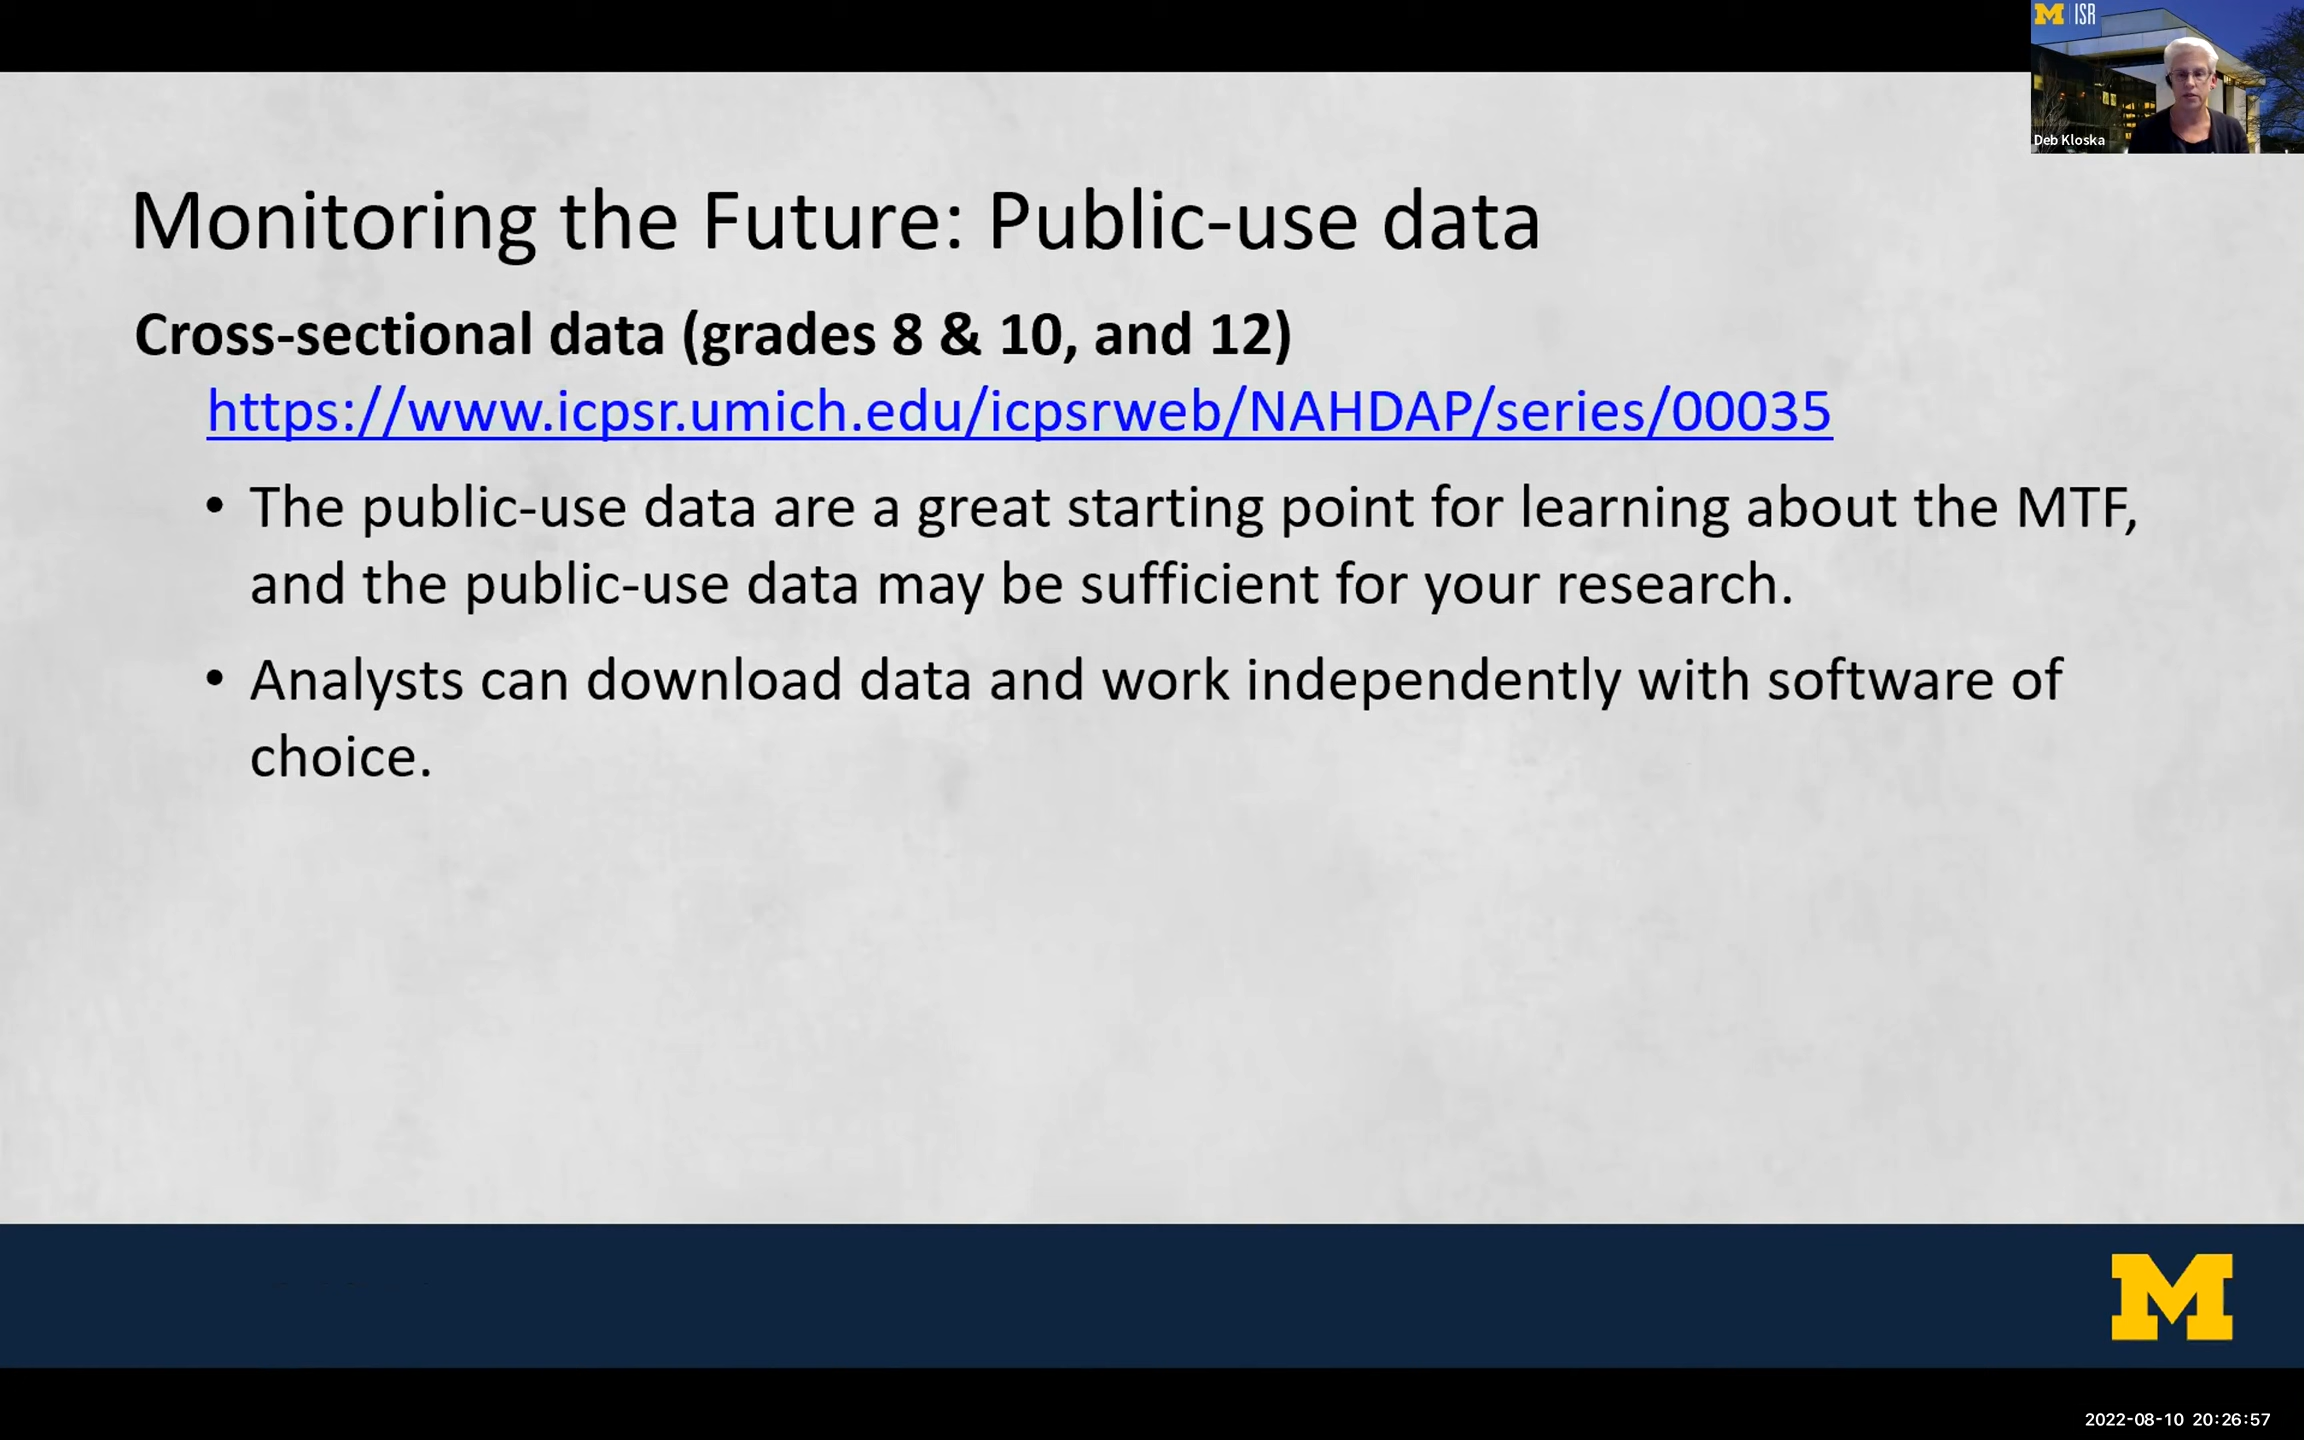 M ISR
Deb Kloska
Monitoring the Future: Public-use data
Cross-sectional data (grades 8 & 10, and 12)
https://www.icpsr.umich.edu/icpsrweb/NAHDAP/series/00035
• The public-use data are a great starting point for learning about the MTF,
and the public-use data may be sufficient for your research.
• Analysts can download data and work independently with software of
choice.
M
2022-08-10 20:26:57